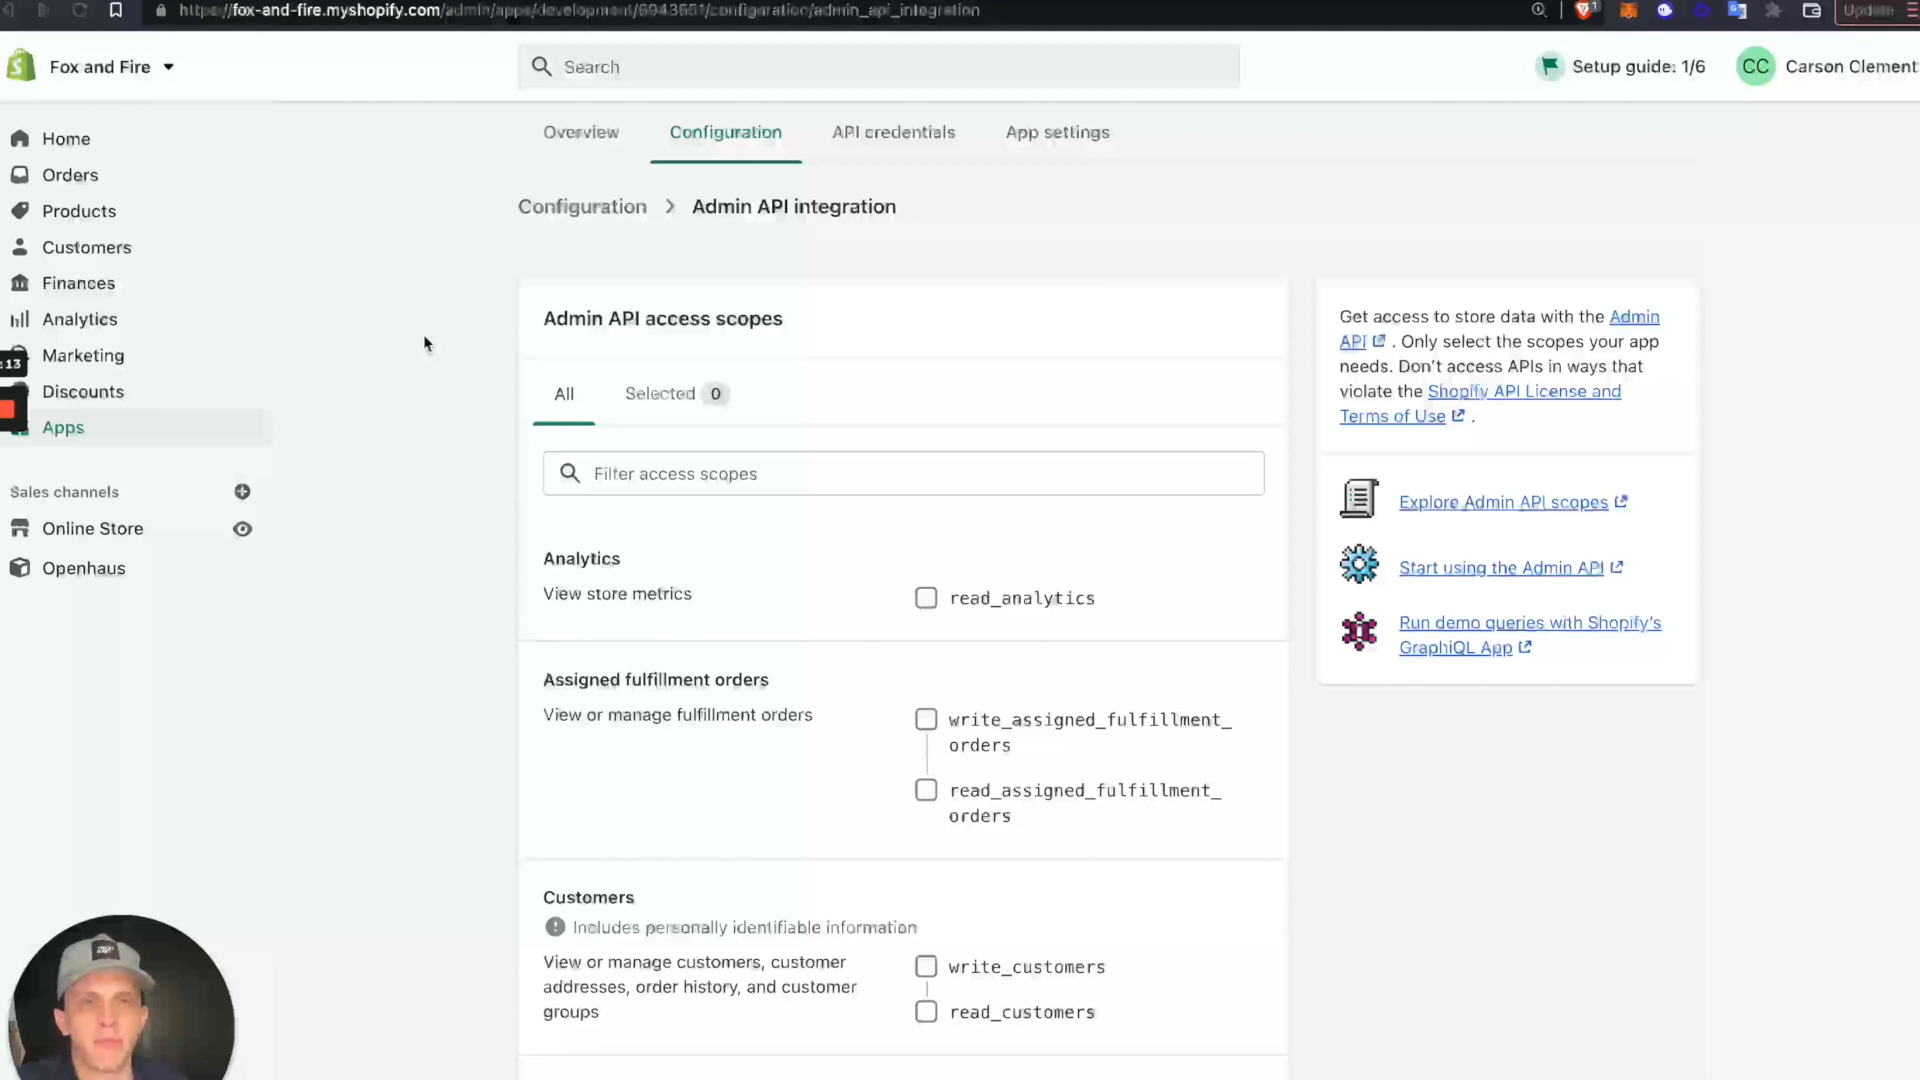 https://fox-and-fire.myshopify.com/admin/apps/development/6943651/configuration/admin_api_integration
1
Update
Fox and Fire
Search
Setup guide: 1/6
CC
Carson Clement
Home
Orders
Products
Customers
Finances
Analytics
Marketing
Discounts
Apps
:13
Sales channels
Online Store
Openhaus
Overview
Configuration
API credentials
App settings
Configuration
Admin API integration
Admin API access scopes
All
Selected 0
Filter access scopes
Analytics
View store metrics
read_analytics
Assigned fulfillment orders
View or manage fulfillment orders
write_assigned_fulfillment_
orders
read_assigned_fulfillment_
orders
Customers
Includes personally identifiable information
View or manage customers, customer
addresses, order history, and customer
groups
write_customers
read_customers
Get access to store data with the Admin
API . Only select the scopes your app
needs. Don’t access APIs in ways that
violate the Shopify API License and
Terms of Use .
Explore Admin API scopes
Start using the Admin API
Run demo queries with Shopify’s
GraphiQL App